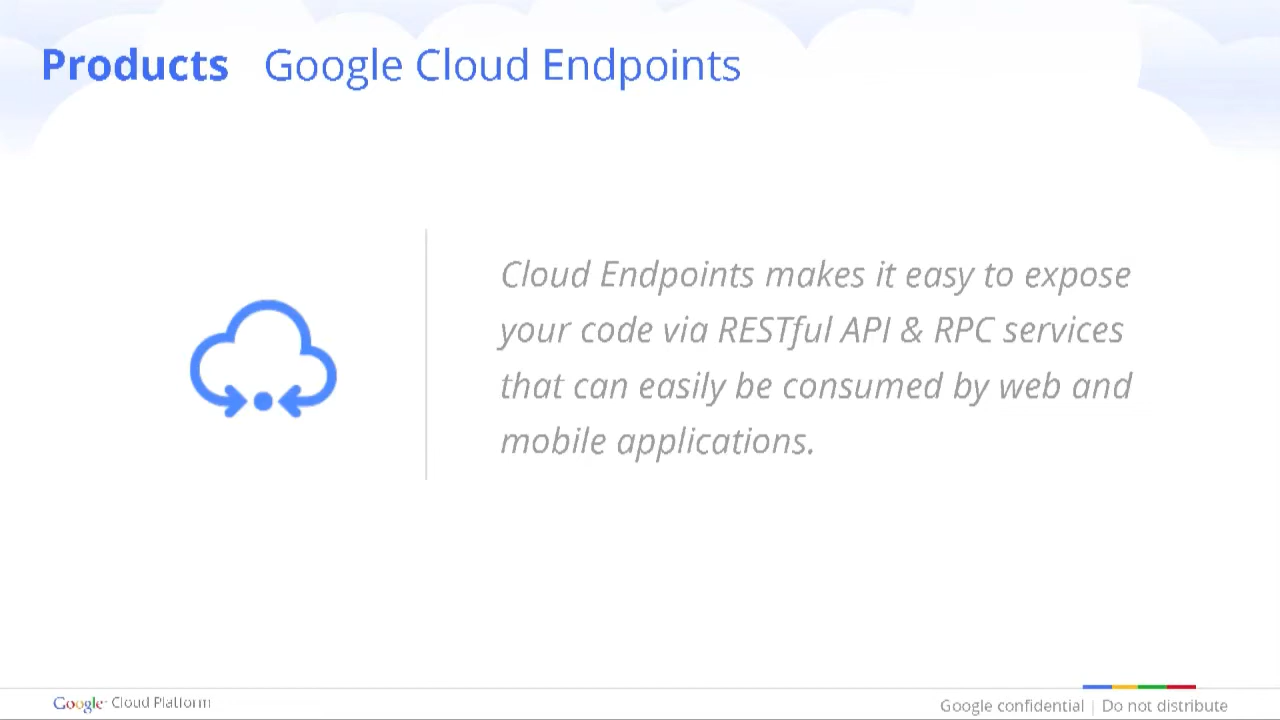 Products Google Cloud Endpoints
Cloud Endpoints makes it easy to expose
your code via RESTful API & RPC services
that can easily be consumed by web and
mobile applications.
Google Cloud Platform
Google confidential | Do not distribute